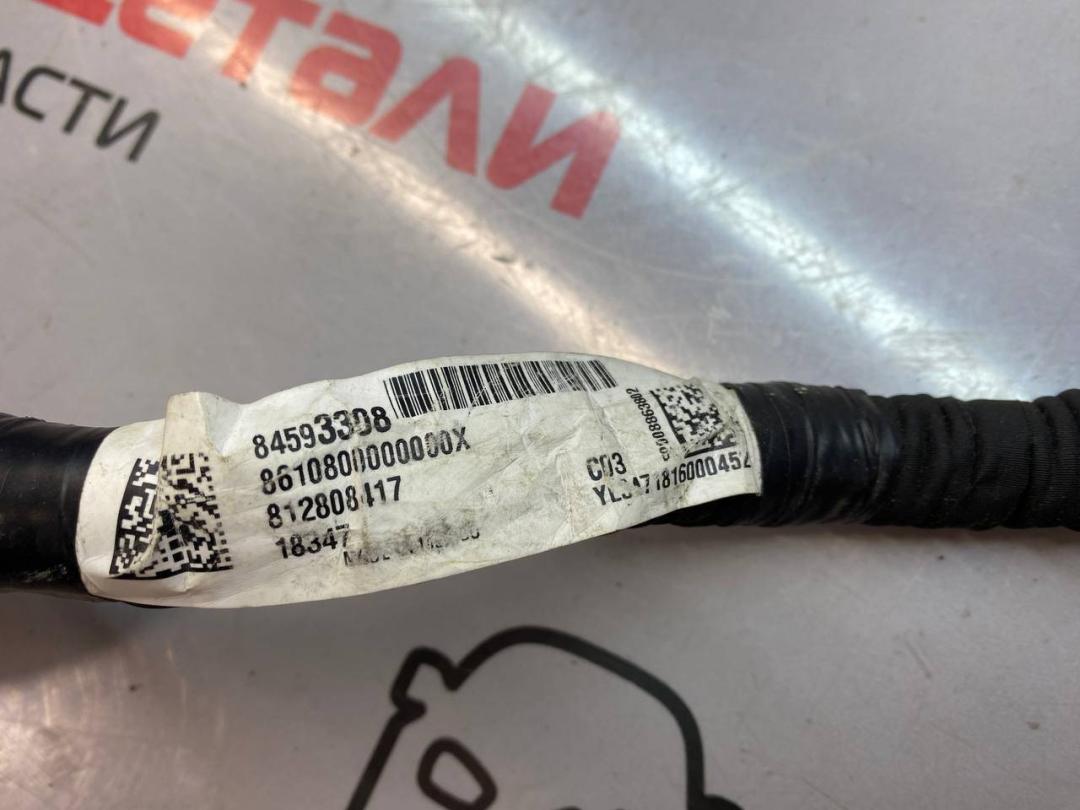 етали
АСТИ
84593308
8610800000000X
812808417
18347
C03